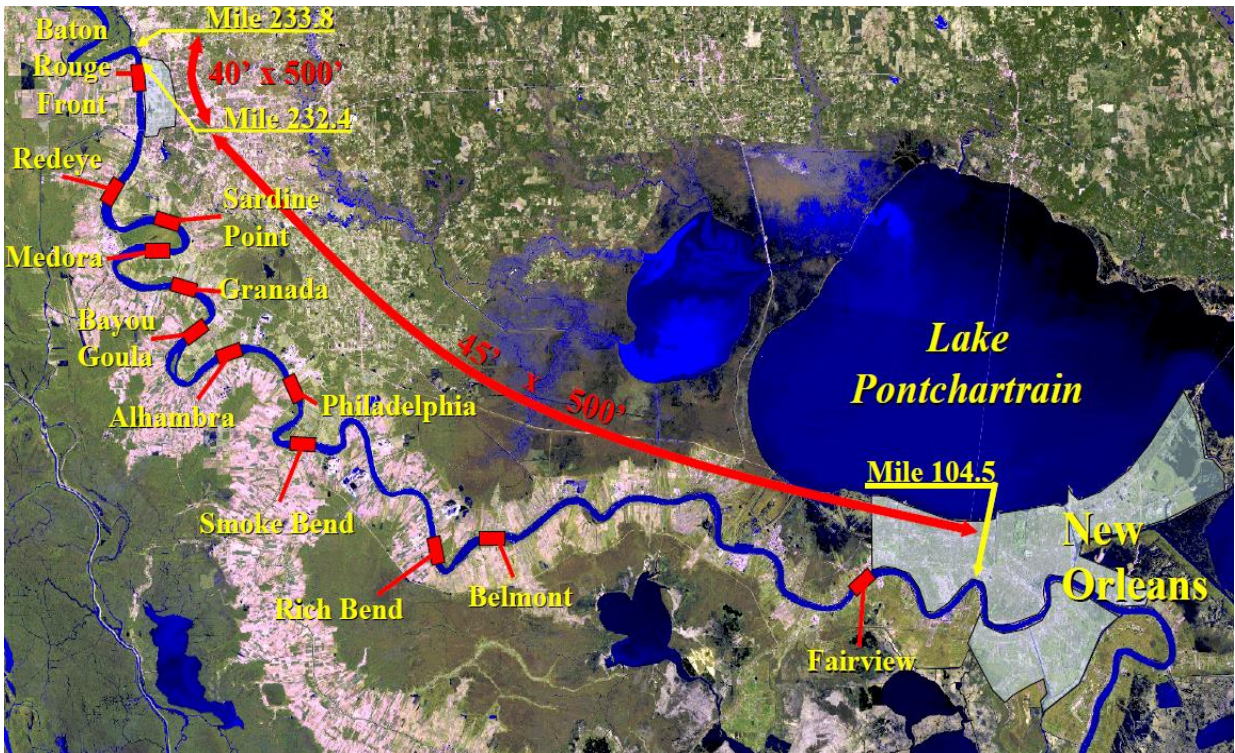 Mile 233.8
Baton
Rouge
Front
40’ x 500’
Mile 232.4
Redeye
Sardine
Point
Medora
Granada
Bayou
Goula
Alhambra
Philadelphia
45’ x 500’
Lake
Pontchartrain
Mile 104.5
Smoke Bend
New
Orleans
Rich Bend
Belmont
Fairview